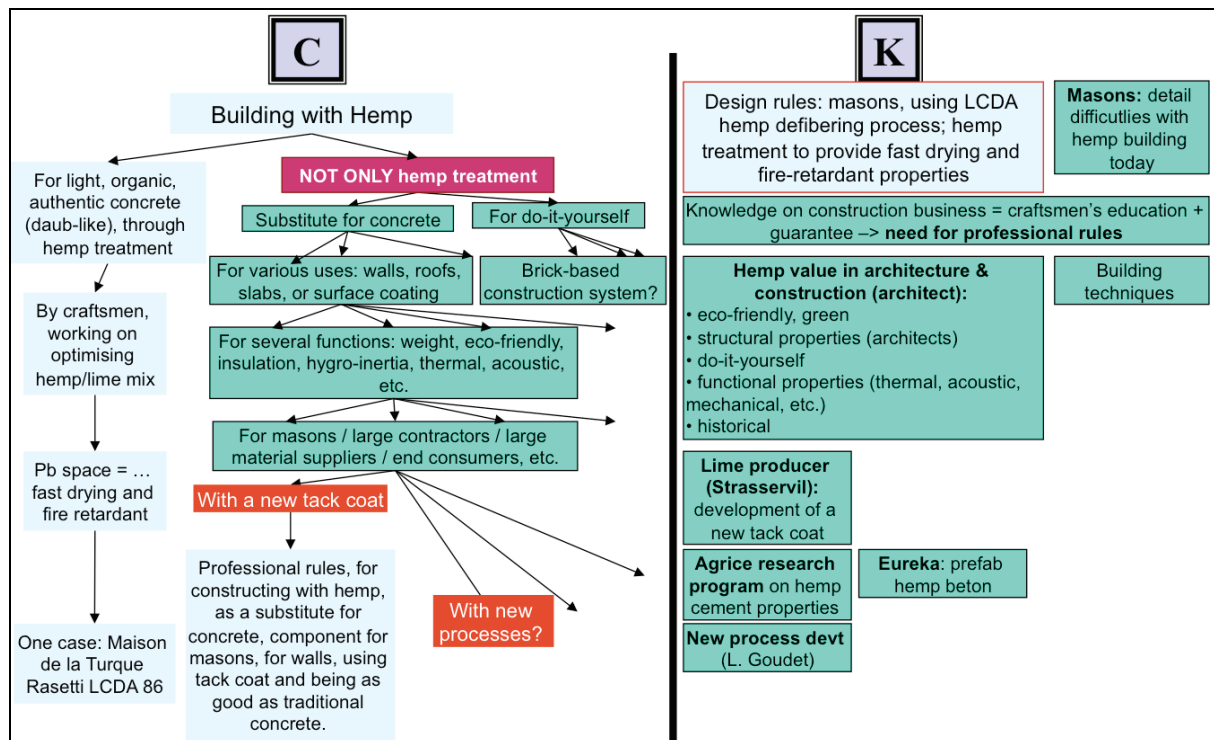 C
Building with Hemp
For light, organic,
authentic concrete
(daub-like), through
hemp treatment
By craftsmen,
working on
optimising
hemp/lime mix
Pb space = …
fast drying and
fire retardant
One case: Maison
de la Turque
Rasetti LCDA 86
NOT ONLY hemp treatment
Substitute for concrete
For do-it-yourself
For various uses: walls, roofs,
slabs, or surface coating
Brick-based
construction system?
For several functions: weight, eco-friendly,
insulation, hygro-inertia, thermal, acoustic,
etc.
For masons / large contractors / large
material suppliers / end consumers, etc.
With a new tack coat
Professional rules, for
constructing with hemp,
as a substitute for
concrete, component for
masons, for walls, using
tack coat and being as
good as traditional
concrete.
With new
processes?
K
Design rules: masons, using LCDA
hemp defibering process; hemp
treatment to provide fast drying and
fire-retardant properties
Masons: detail
difficutlies with
hemp building
today
Knowledge on construction business = craftsmen's education +
guarantee –> need for professional rules
Hemp value in architecture &
construction (architect):
• eco-friendly, green
• structural properties (architects)
• do-it-yourself
• functional properties (thermal, acoustic,
mechanical, etc.)
• historical
Building
techniques
Lime producer
(Strasservil):
development of a
new tack coat
Agrice research
program on hemp
cement properties
Eureka: prefab
hemp beton
New process devt
(L. Goudet)